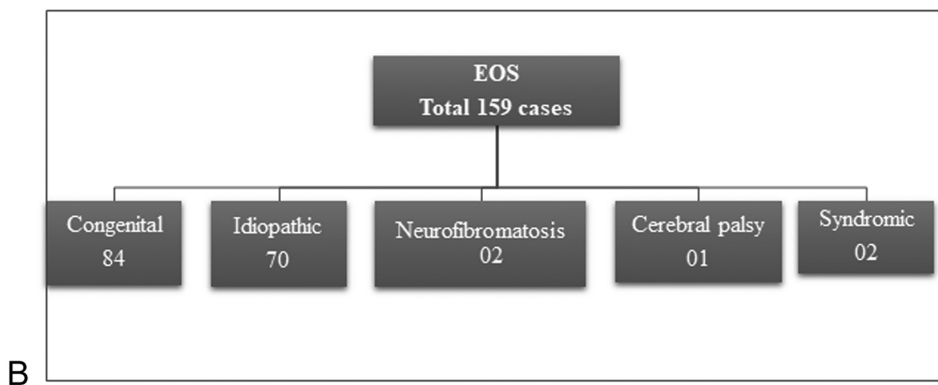 EOS
Total 159 cases
Congenital
84
Idiopathic
70
Neurofibromatosis
02
Cerebral palsy
01
Syndromic
02
B